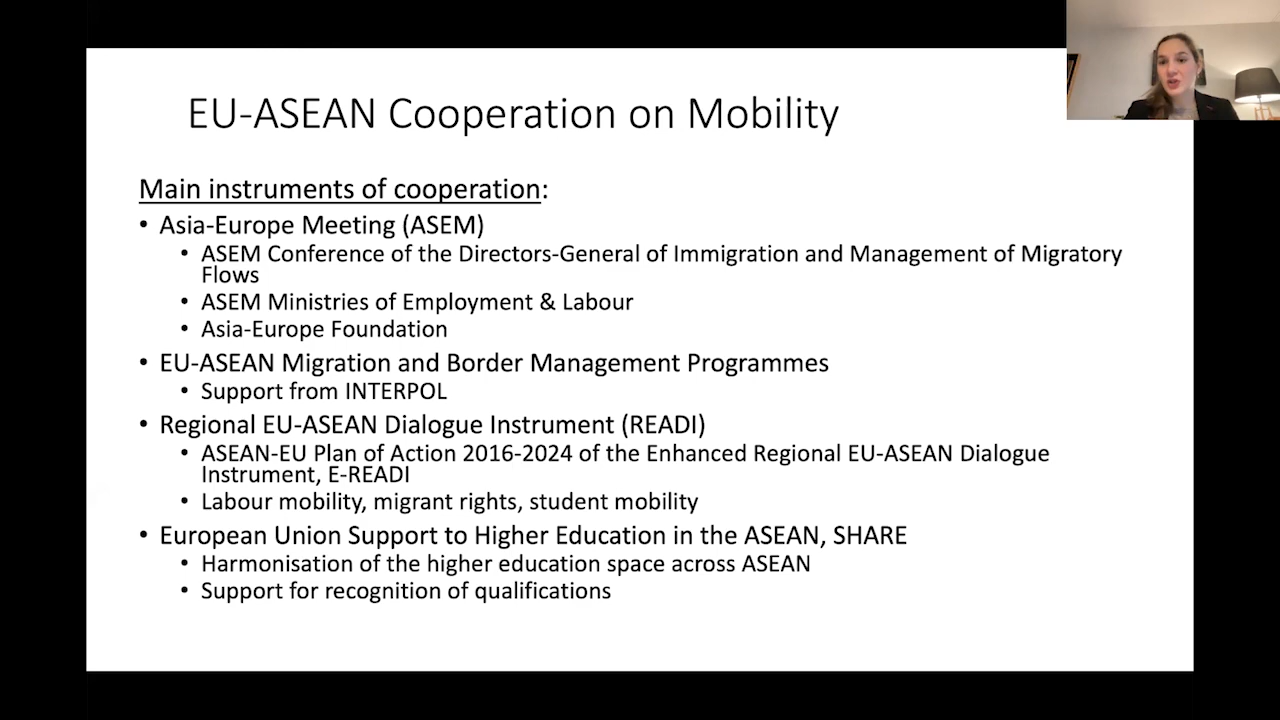 EU-ASEAN Cooperation on Mobility
Main instruments of cooperation:
• Asia-Europe Meeting (ASEM)
• ASEM Conference of the Directors-General of Immigration and Management of Migratory
Flows
• ASEM Ministries of Employment & Labour
• Asia-Europe Foundation
• EU-ASEAN Migration and Border Management Programmes
• Support from INTERPOL
• Regional EU-ASEAN Dialogue Instrument (READI)
• ASEAN-EU Plan of Action 2016-2024 of the Enhanced Regional EU-ASEAN Dialogue
Instrument, E-READI
• Labour mobility, migrant rights, student mobility
• European Union Support to Higher Education in the ASEAN, SHARE
• Harmonisation of the higher education space across ASEAN
• Support for recognition of qualifications